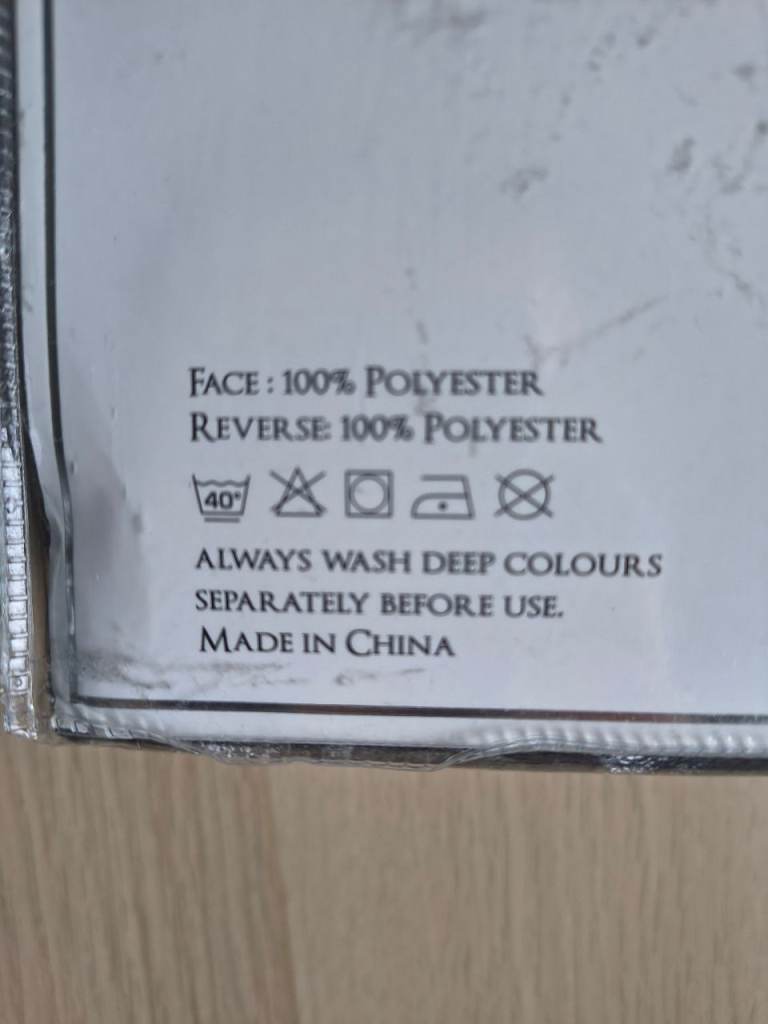 FACE : 100% POLYESTER
REVERSE: 100% POLYESTER
40°
ALWAYS WASH DEEP COLOURS
SEPARATELY BEFORE USE.
MADE IN CHINA